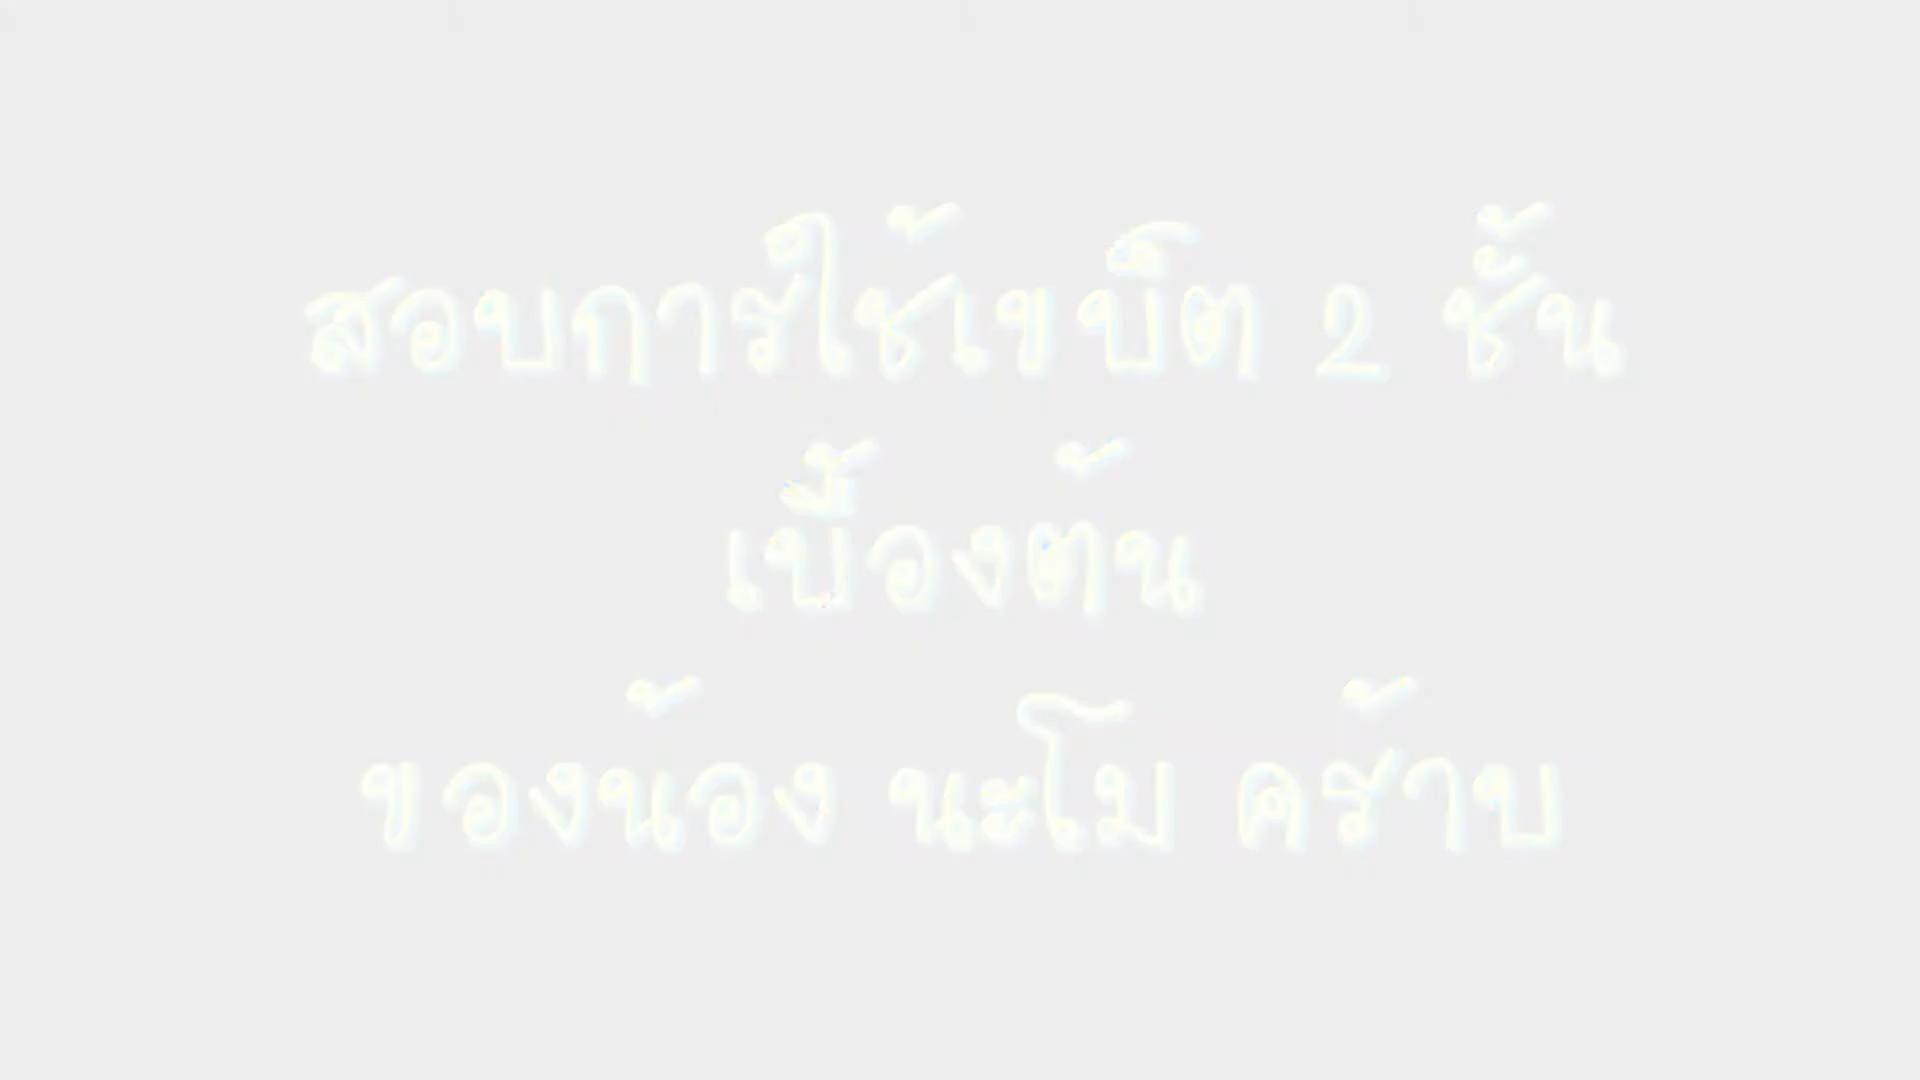 สอบการใช้เขบ็ต 2 ชั้น
เบื้องต้น
ของน้อง นะโม คร้าบ